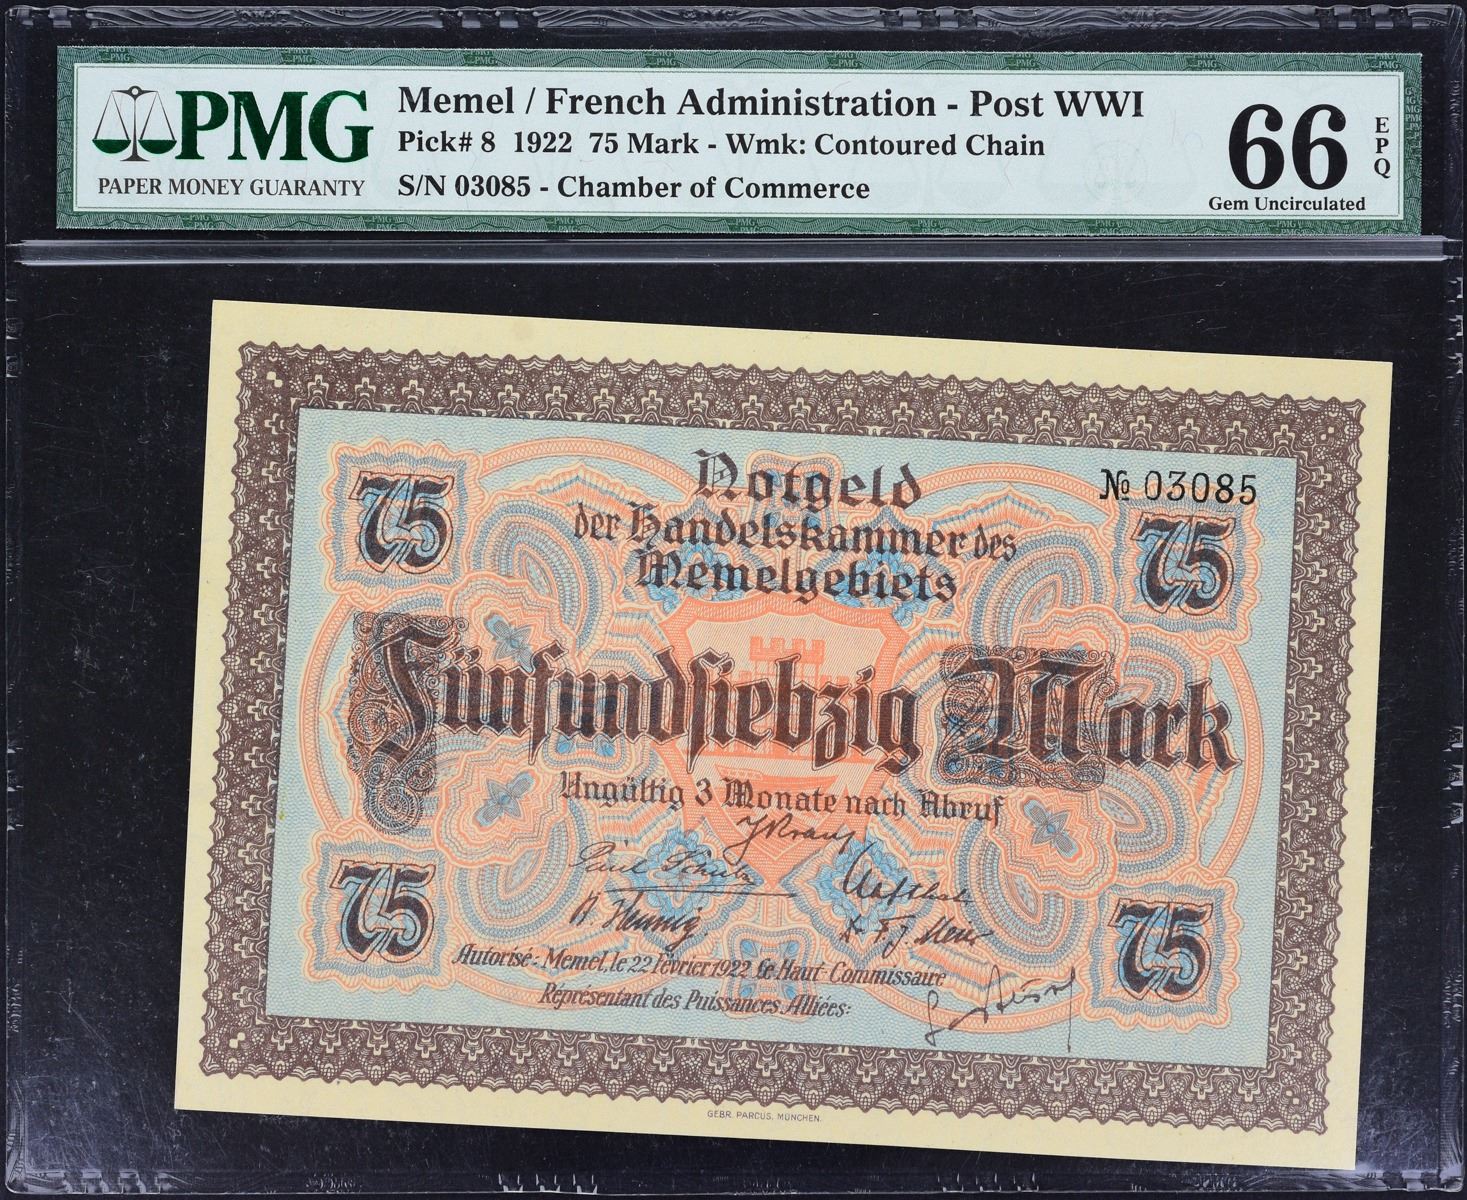 PMG
PAPER MONEY GUARANTY
Memel / French Administration - Post WWI
Pick# 8 1922 75 Mark - Wmk: Contoured Chain
S/N 03085 - Chamber of Commerce
66 EPQ
Gem Uncirculated
Notgeld
der Handelskammer des
Memelgebiets
№ 03085
75
75
Fünfundsiebzig Mark
Ungültig 3 Monate nach Abruf
75
75
Autorisé: Memel, le 22 février 1922 Le Haut-Commissaire
Réprésentant des Puissances Alliées:
GEBR. PARCUS, MÜNCHEN.